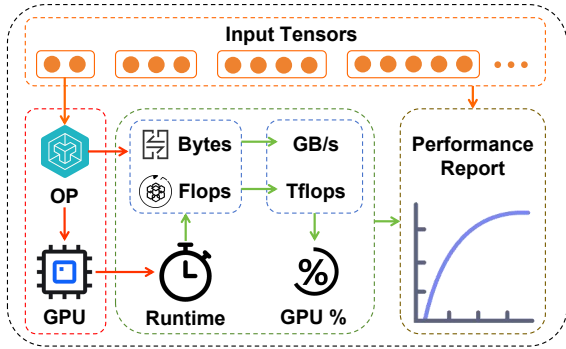 Input Tensors
OP
GPU
Bytes
GB/s
Flops
Tflops
Runtime
%
GPU %
Performance
Report